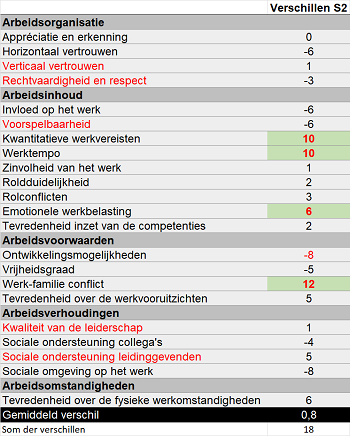 Verschillen S2
Arbeidsorganisatie
Appréciatie en erkenning 0
Horizontaal vertrouwen -6
Verticaal vertrouwen 1
Rechtvaardigheid en respect -3
Arbeidsinhoud
Invloed op het werk -6
Voorspelbaarheid -6
Kwantitatieve werkvereisten 10
Werktempo 10
Zinvolheid van het werk 1
Roldduidelijkheid 2
Rolconflicten 3
Emotionele werkbelasting 6
Tevredenheid inzet van de competenties 2
Arbeidsvoorwaarden
Ontwikkelingsmogelijkheden -8
Vrijheidsgraad -5
Werk-familie conflict 12
Tevredenheid over de werkvooruitzichten 5
Arbeidsverhoudingen
Kwaliteit van de leiderschap 1
Sociale ondersteuning collega's -4
Sociale ondersteuning leidinggevenden 5
Sociale omgeving op het werk -8
Arbeidsomstandigheden
Tevredenheid over de fysieke werkomstandigheden 6
Gemiddeld verschil 0,8
Som der verschillen 18